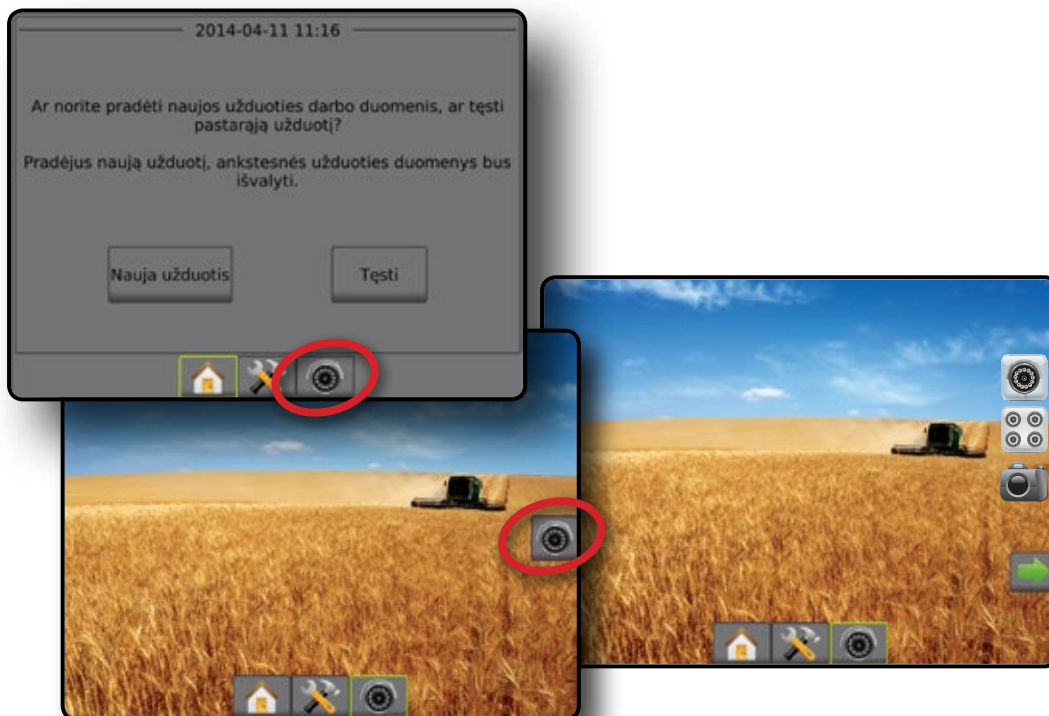 2014-04-11 11:16
Ar norite pradėti naujos užduoties darbo duomenis, ar tęsti
pastarąją užduotį?
Pradėjus naują užduotį, ankstesnės užduoties duomenys bus
išvalyti.
Nauja užduotis
Tęsti